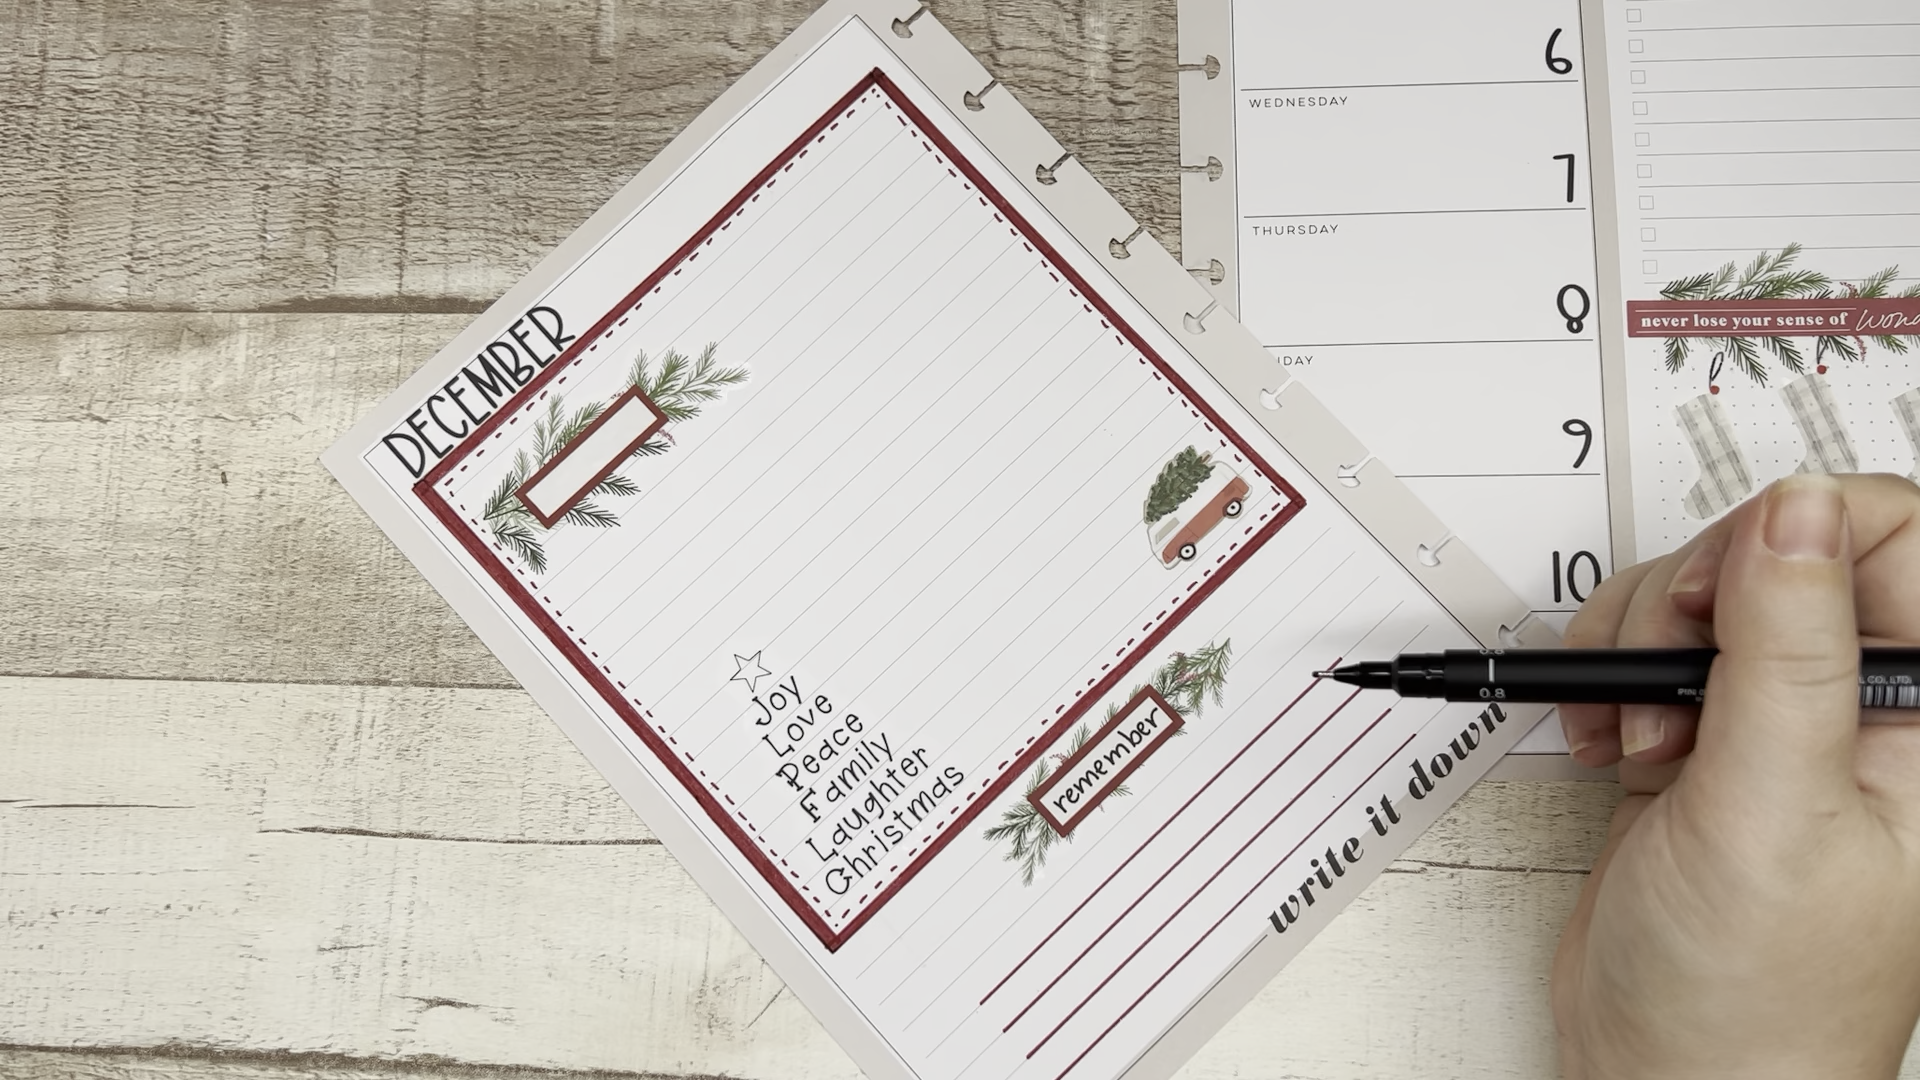 DECEMBER
Joy
Love
Peace
Family
Laughter
Christmas
remember
write it down
6
WEDNESDAY
7
THURSDAY
8
IDAY
9
10
never lose your sense of
0.8